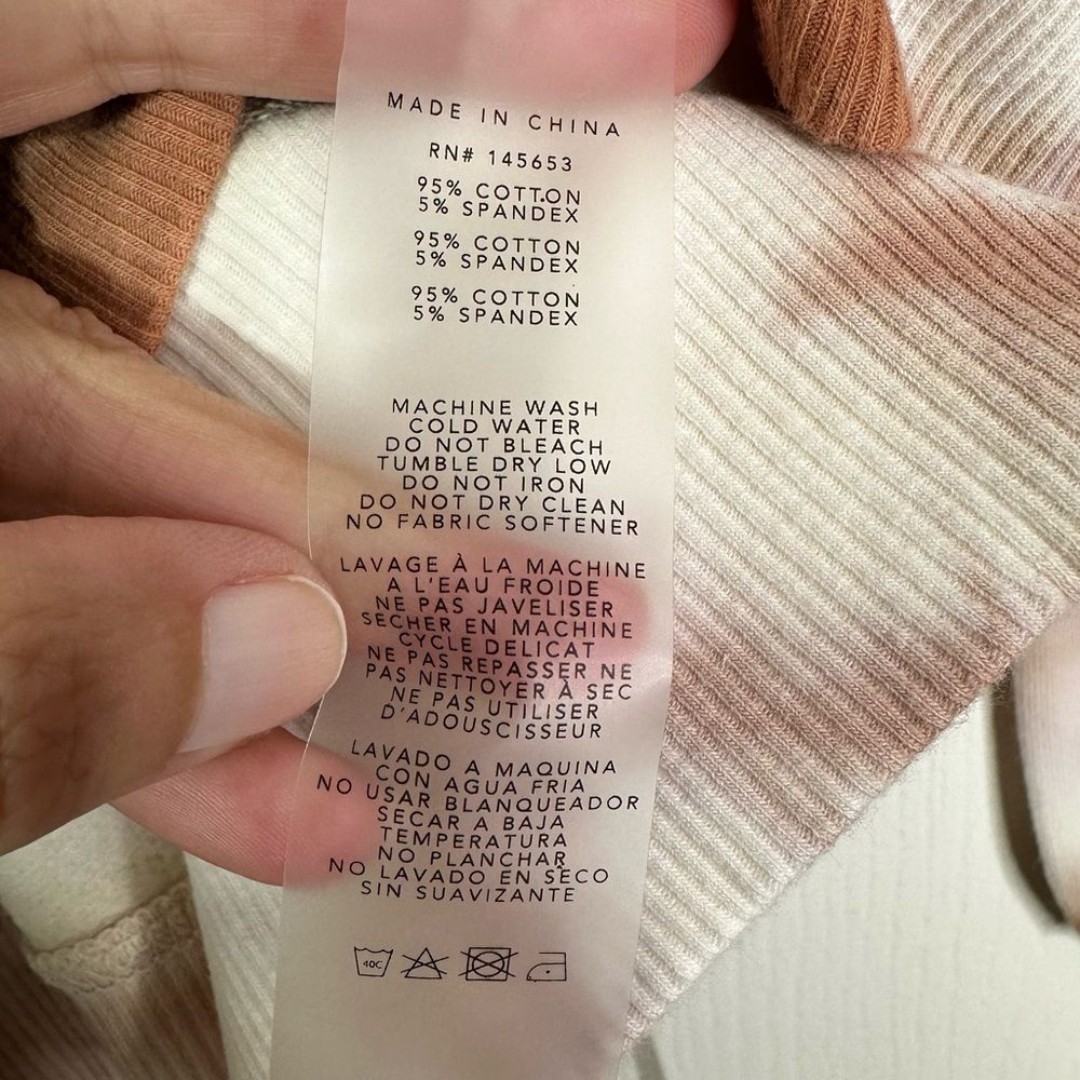 MADE IN CHINA
RN# 145653
95% COTTON
5% SPANDEX
95% COTTON
5% SPANDEX
95% COTTON
5% SPANDEX
MACHINE WASH
COLD WATER
DO NOT BLEACH
TUMBLE DRY LOW
DO NOT IRON
DO NOT DRY CLEAN
NO FABRIC SOFTENER
LAVAGE À LA MACHINE
A L'EAU FROIDE
NE PAS JAVELISER
SECHER EN MACHINE
CYCLE DELICAT
NE PAS REPASSER NE
PAS NETTOYER À SEC
NE PAS UTILISER
D'ADOUSCISSEUR
LAVADO A MAQUINA
CON AGUA FRIA
NO USAR BLANQUEADOR
SECAR A BAJA
TEMPERATURA
NO PLANCHAR
NO LAVADO EN SECO
SIN SUAVIZANTE
40C